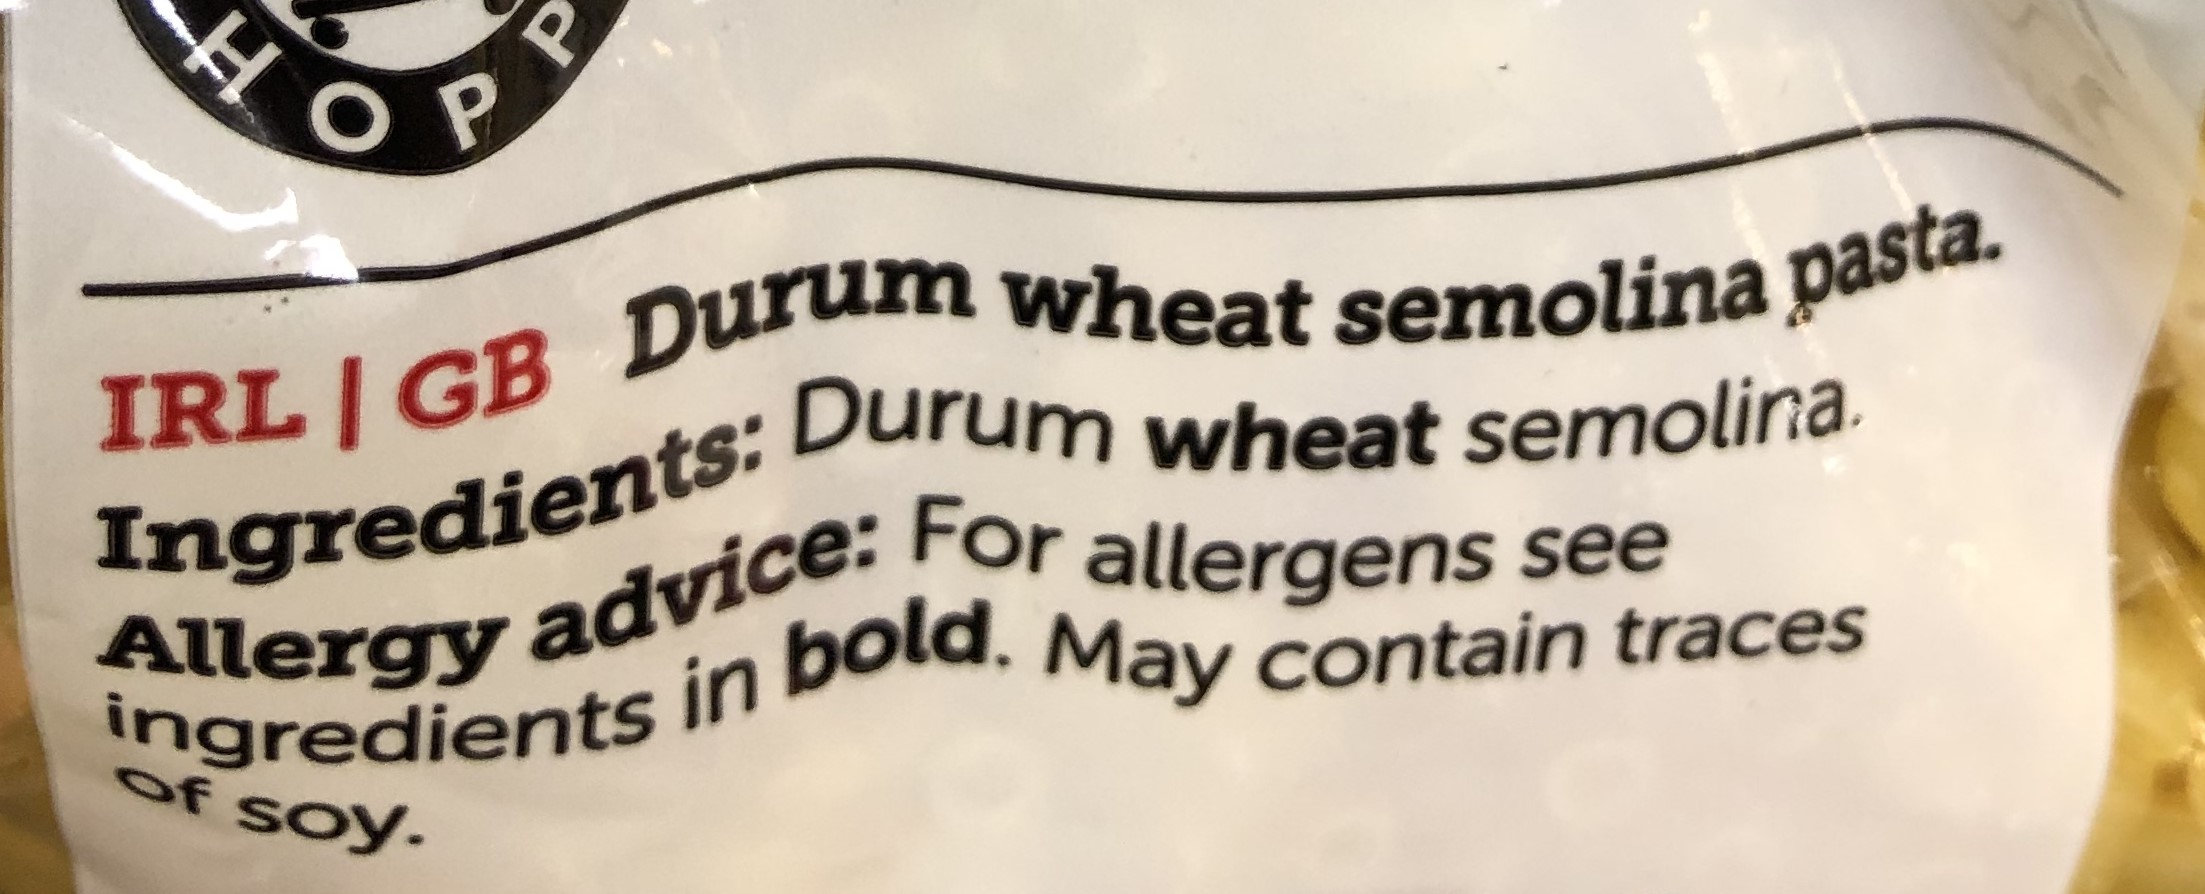 HOPP
IRL | GB Durum wheat semolina pasta.
Ingredients: Durum wheat semolina.
Allergy advice: For allergens see
ingredients in bold. May contain traces
of soy.